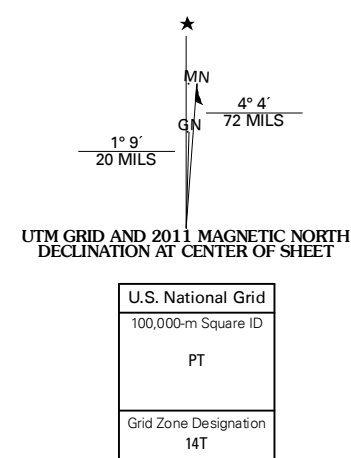 ★
MN
4° 4´
72 MILS
GN
1° 9´
20 MILS
UTM GRID AND 2011 MAGNETIC NORTH
DECLINATION AT CENTER OF SHEET
U.S. National Grid
100,000-m Square ID
PT
Grid Zone Designation
14T